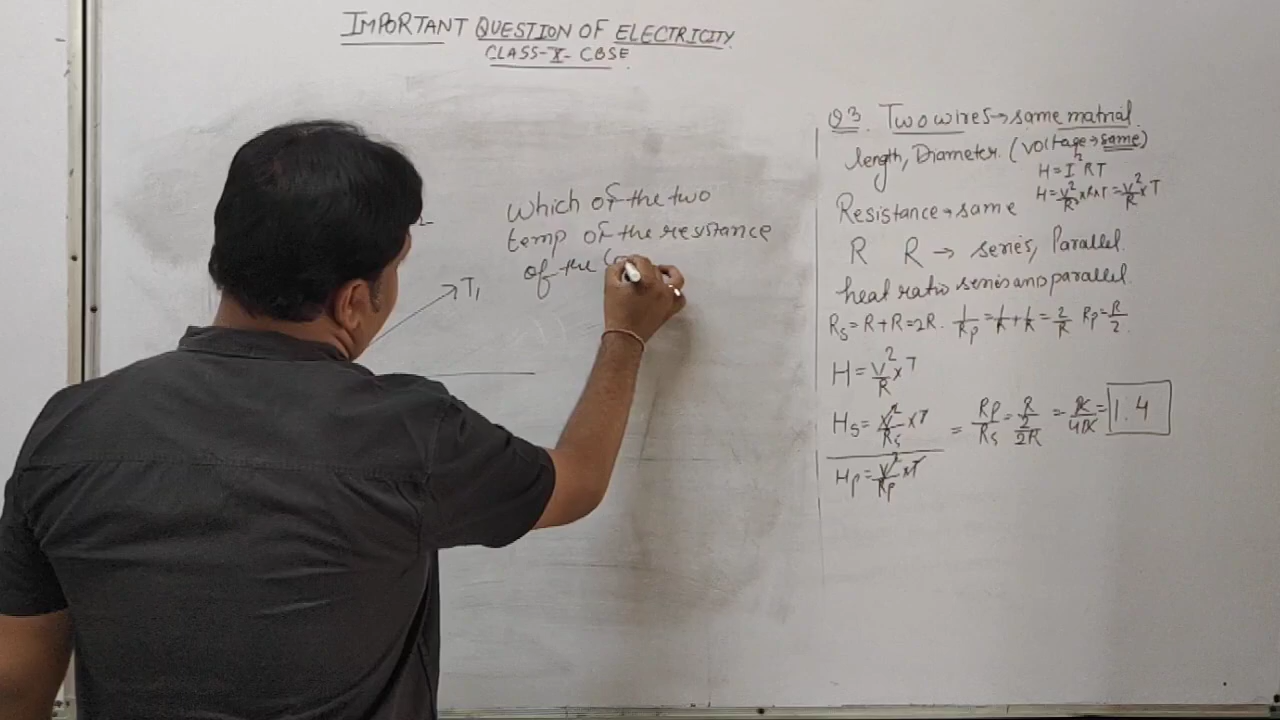 IMPORTANT QUESTION OF ELECTRICITY
CLASS-X- CBSE
Which of the two
temp of the resistance
of the
T1
Q3. Two wires→same matrial
length, Diameter. (voltage→same)
H=I²RT
H=V²/R²×R×T=V²/R×T
Resistance→same
R R → series, Parallel.
heat ratio series and parallel.
Rs=R+R=2R. 1/Rp=1/R+1/R=2/R Rp=R/2.
H=V²/R×T
Hs=V²/Rs×T = Rp/Rs=R/2/2R=R/4R=1.4
Hp=V²/Rp×T